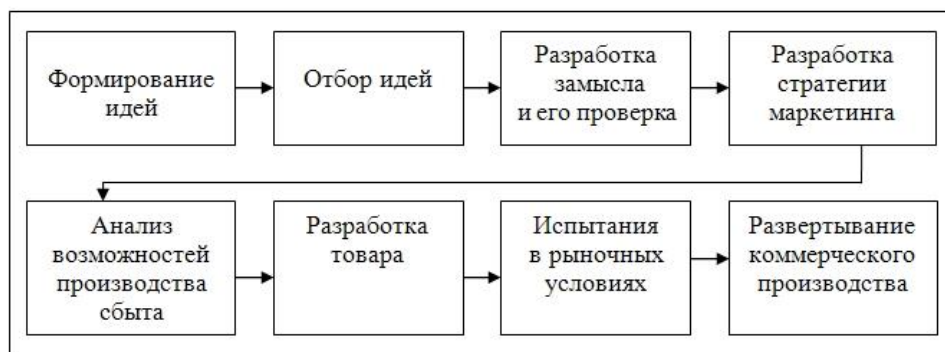 Формирование
идей
Отбор идей
Разработка
замысла
и его проверка
Разработка
стратегии
маркетинга
Анализ
возможностей
производства
сбыта
Разработка
товара
Испытания
в рыночных
условиях
Развертывание
коммерческого
производства